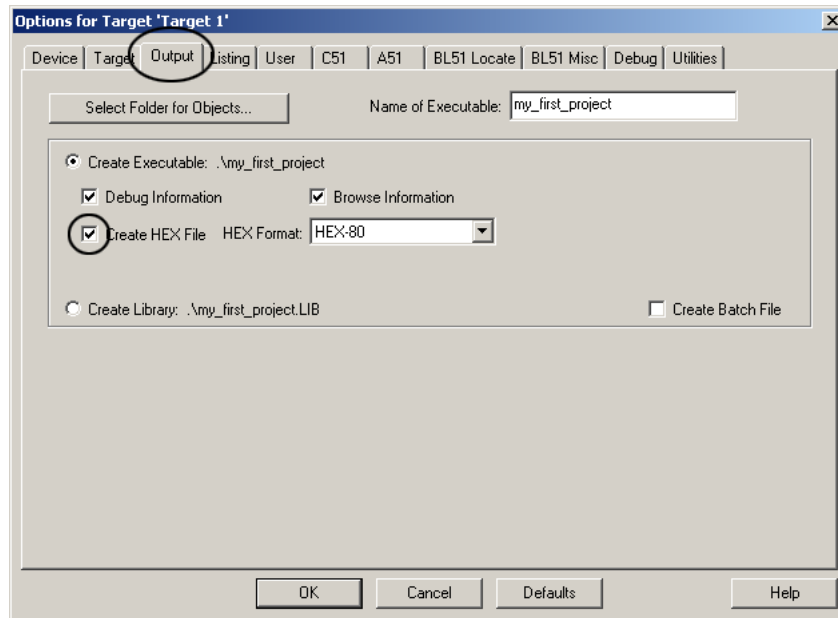 Options for Target 'Target 1'
Device Target Output Listing User C51 A51 BL51 Locate BL51 Misc Debug Utilities
Select Folder for Objects... Name of Executable: my_first_project
Create Executable: .\my_first_project
Debug Information Browse Information
Create HEX File HEX Format: HEX-80
Create Library: .\my_first_project.LIB Create Batch File
OK Cancel Defaults Help